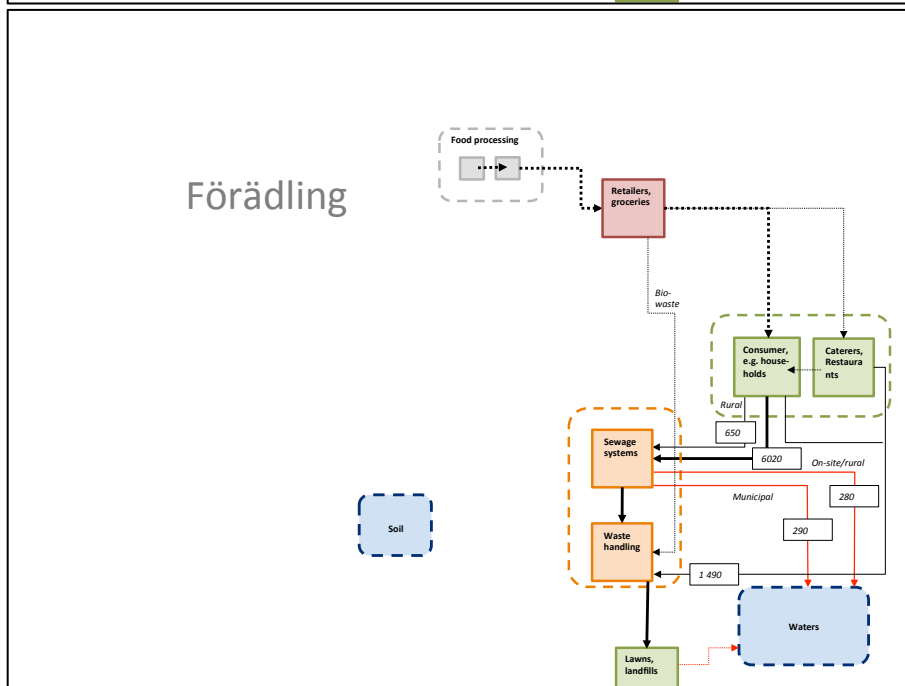 Food processing
Förädling
Retailers,
groceries
Bio-
waste
Consumer,
e.g. house-
holds
Caterers,
Restaura
nts
Rural
650
Sewage
systems
6020
On-site/rural
Municipal
280
290
Soil
Waste
handling
1 490
Waters
Lawns,
landfills